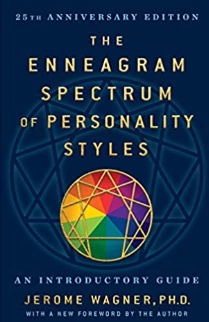 25TH ANNIVERSARY EDITION
THE
ENNEAGRAM
SPECTRUM
OF PERSONALITY
STYLES
AN INTRODUCTORY GUIDE
JEROME WAGNER, PH.D.
WITH A NEW FOREWORD BY THE AUTHOR